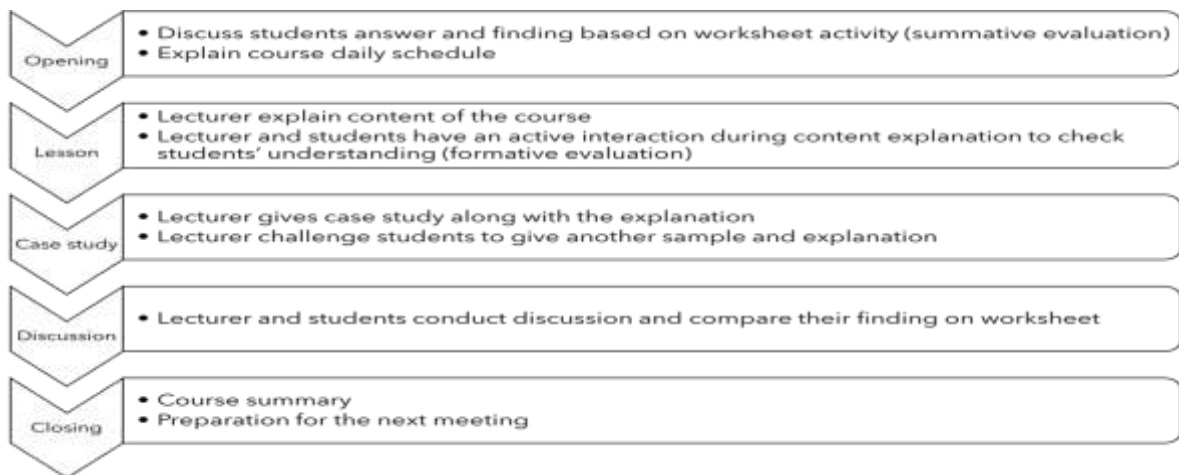 Opening
• Discuss students answer and finding based on worksheet activity (summative evaluation)
• Explain course daily schedule
Lesson
• Lecturer explain content of the course
• Lecturer and students have an active interaction during content explanation to check
students' understanding (formative evaluation)
Case study
• Lecturer gives case study along with the explanation
• Lecturer challenge students to give another sample and explanation
Discussion
• Lecturer and students conduct discussion and compare their finding on worksheet
Closing
• Course summary
• Preparation for the next meeting